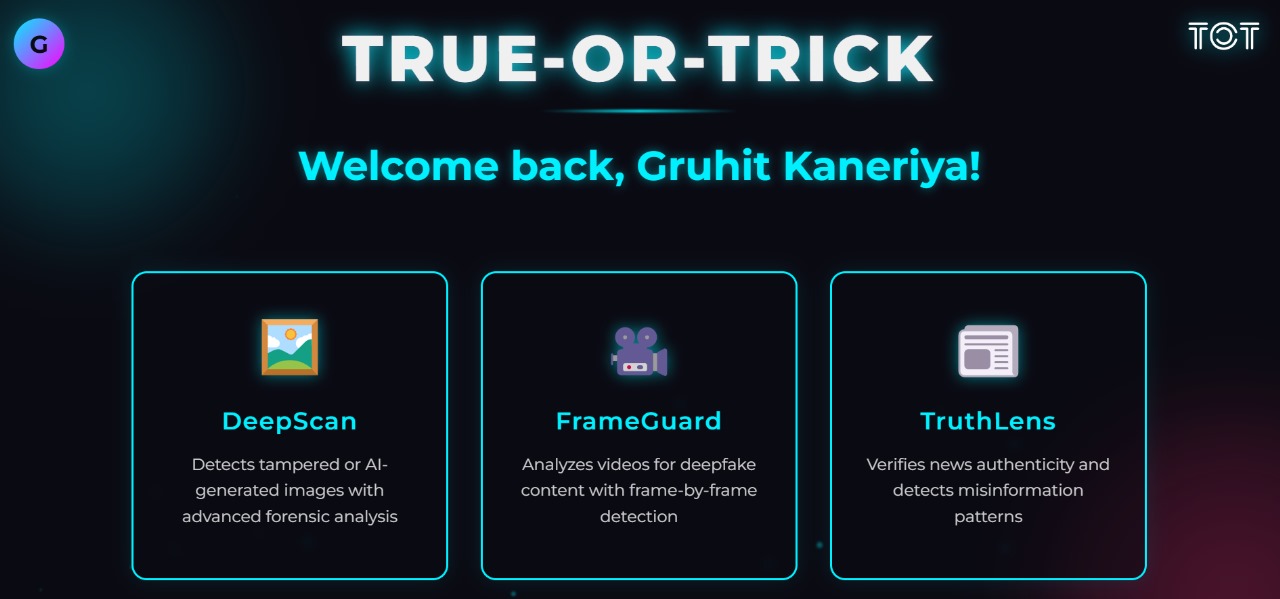 G
TRUE-OR-TRICK
TOT
Welcome back, Gruhit Kaneriya!
DeepScan
Detects tampered or AI-
generated images with
advanced forensic analysis
FrameGuard
Analyzes videos for deepfake
content with frame-by-frame
detection
TruthLens
Verifies news authenticity and
detects misinformation
patterns